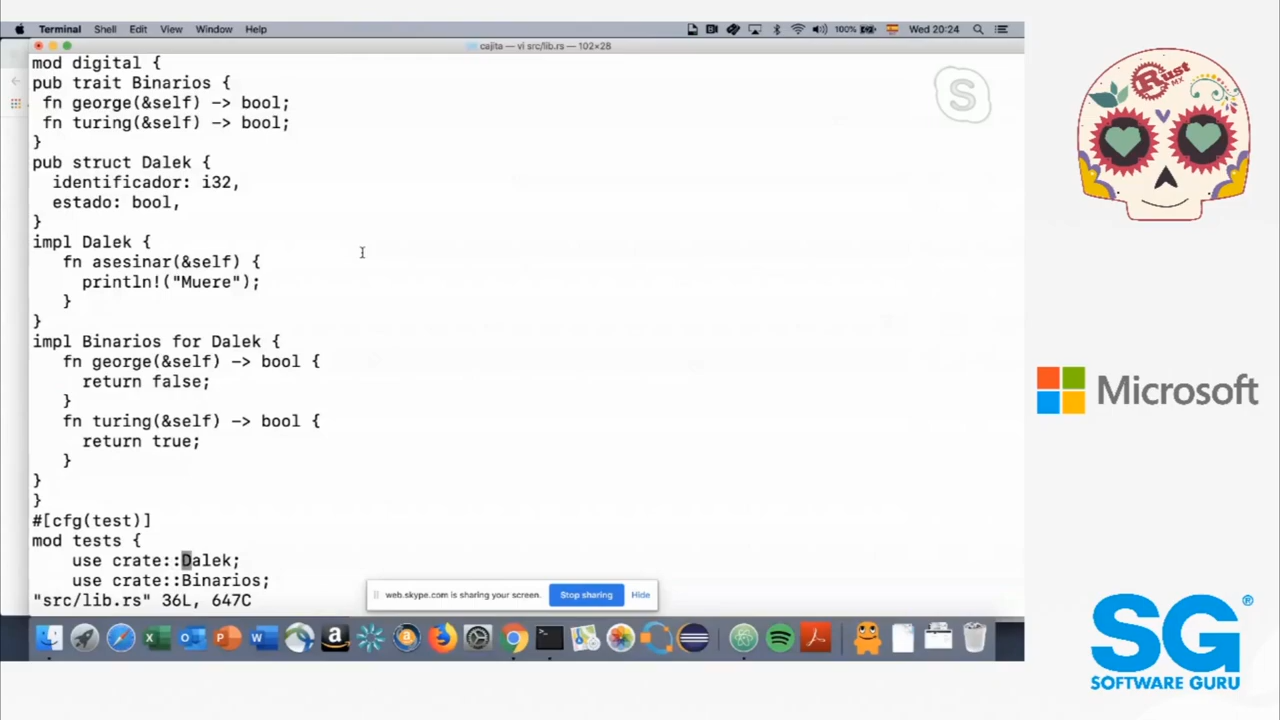 Terminal Shell Edit View Window Help 100% Wed 20:24
cajita — vi src/lib.rs — 102×28
mod digital {
pub trait Binarios {
 fn george(&self) -> bool;
 fn turing(&self) -> bool;
}
pub struct Dalek {
  identificador: i32,
  estado: bool,
}
impl Dalek {
   fn asesinar(&self) {
     println!("Muere");
   }
}
impl Binarios for Dalek {
   fn george(&self) -> bool {
     return false;
   }
   fn turing(&self) -> bool {
     return true;
   }
}
}
#[cfg(test)]
mod tests {
    use crate::Dalek;
    use crate::Binarios;
"src/lib.rs" 36L, 647C
web.skype.com is sharing your screen. Stop sharing Hide
S
Rust
MX
Microsoft
SG®
SOFTWARE GURU